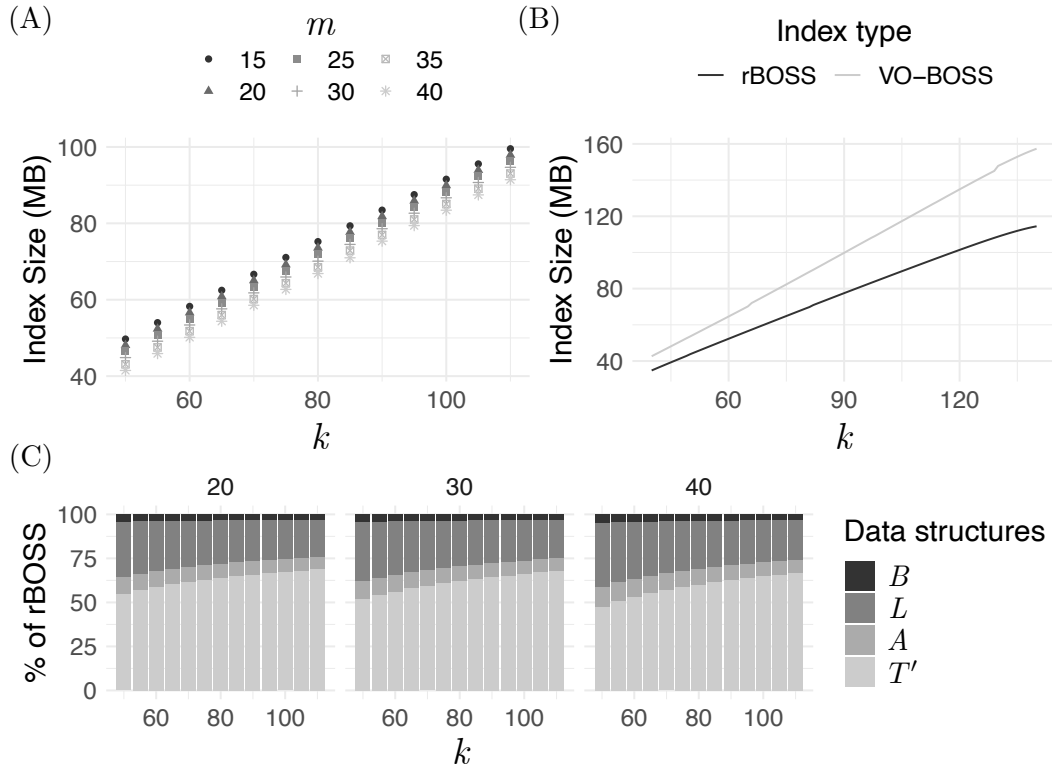 (A)
m
15 25 35
20 30 40
Index Size (MB)
100
80
60
40
60 80 100
k
(B)
Index type
rBOSS VO−BOSS
Index Size (MB)
160
120
80
40
60 90 120
k
(C)
20 30 40
% of rBOSS
100
75
50
25
0
60 80 100 60 80 100 60 80 100
k
Data structures
B
L
A
T′